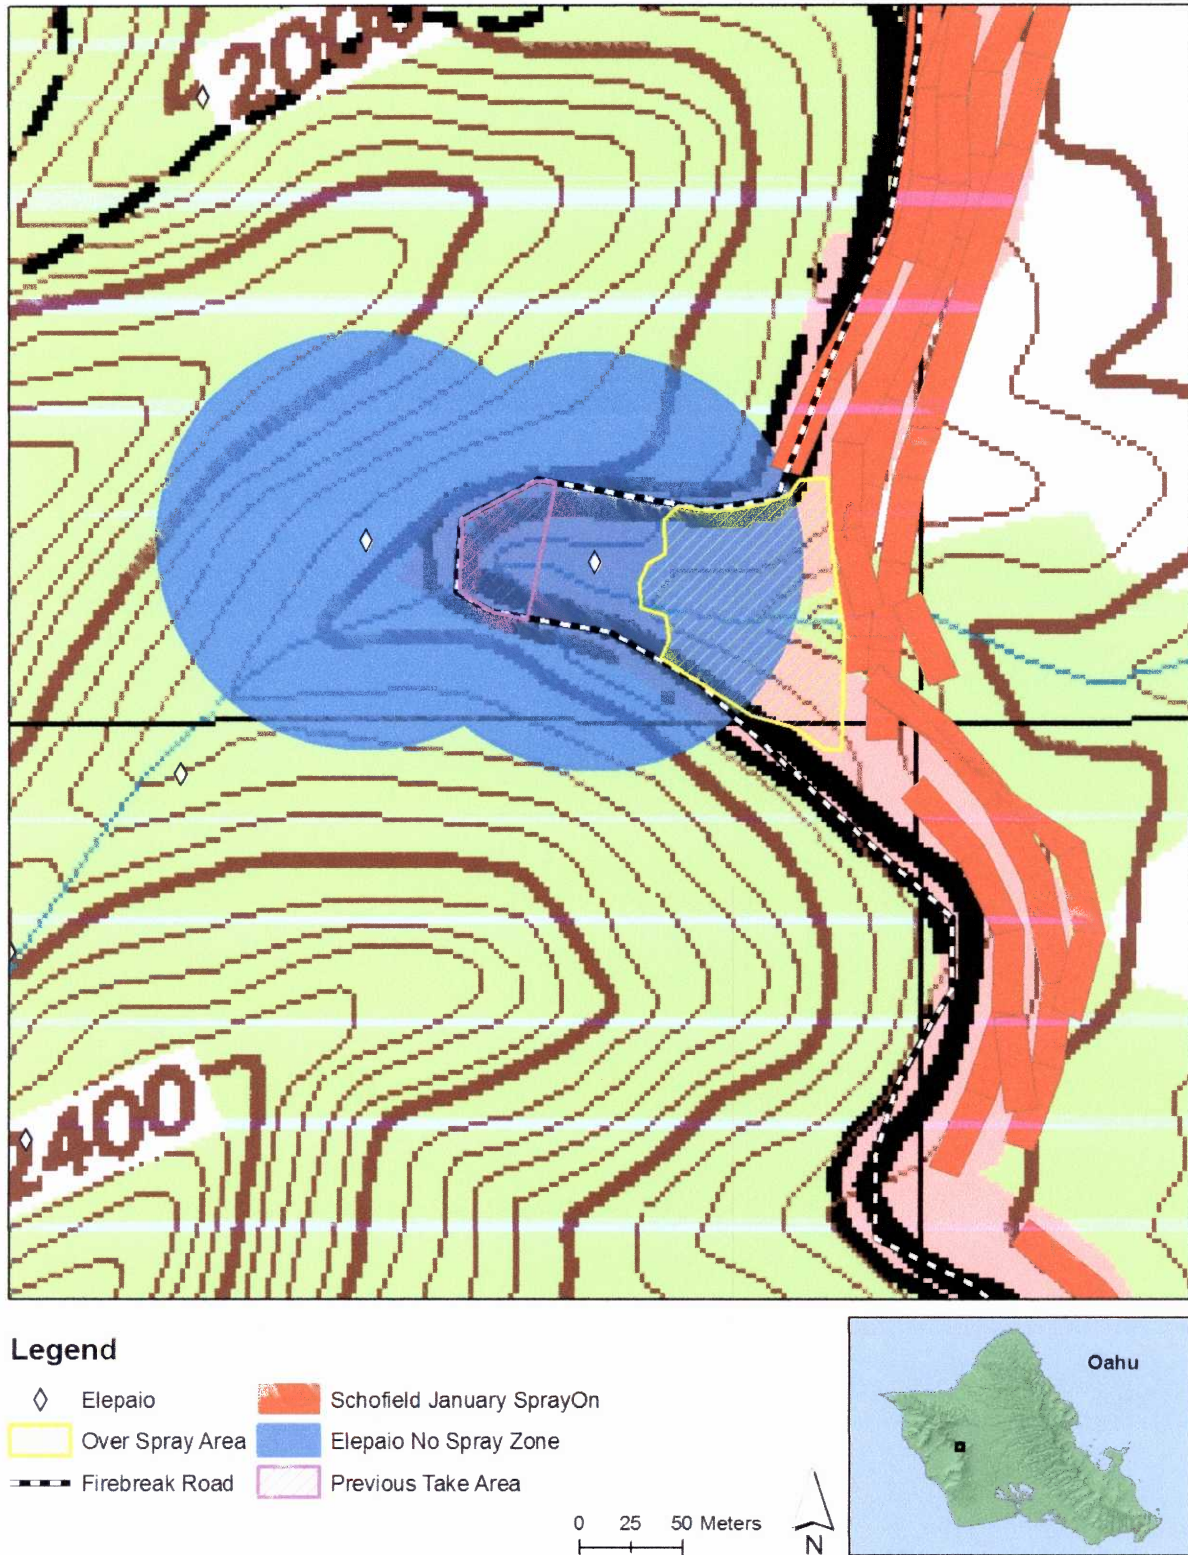 2000
2400
Legend
Elepaio
Schofield January SprayOn
Over Spray Area
Elepaio No Spray Zone
Firebreak Road
Previous Take Area
0 25 50 Meters
N
Oahu